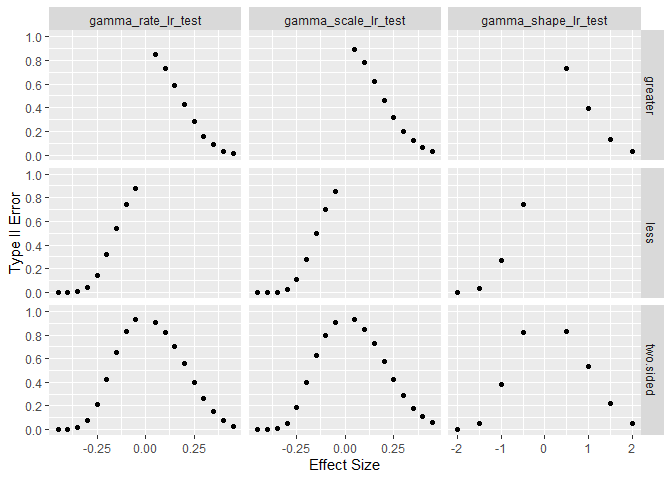 gamma_rate_lr_test gamma_scale_lr_test gamma_shape_lr_test
1.0
0.8
0.6
0.4
0.2
0.0
greater
1.0
0.8
0.6
0.4
0.2
0.0
less
Type II Error
1.0
0.8
0.6
0.4
0.2
0.0
two.sided
-0.25 0.00 0.25 -0.25 0.00 0.25 -2 -1 0 1 2
Effect Size